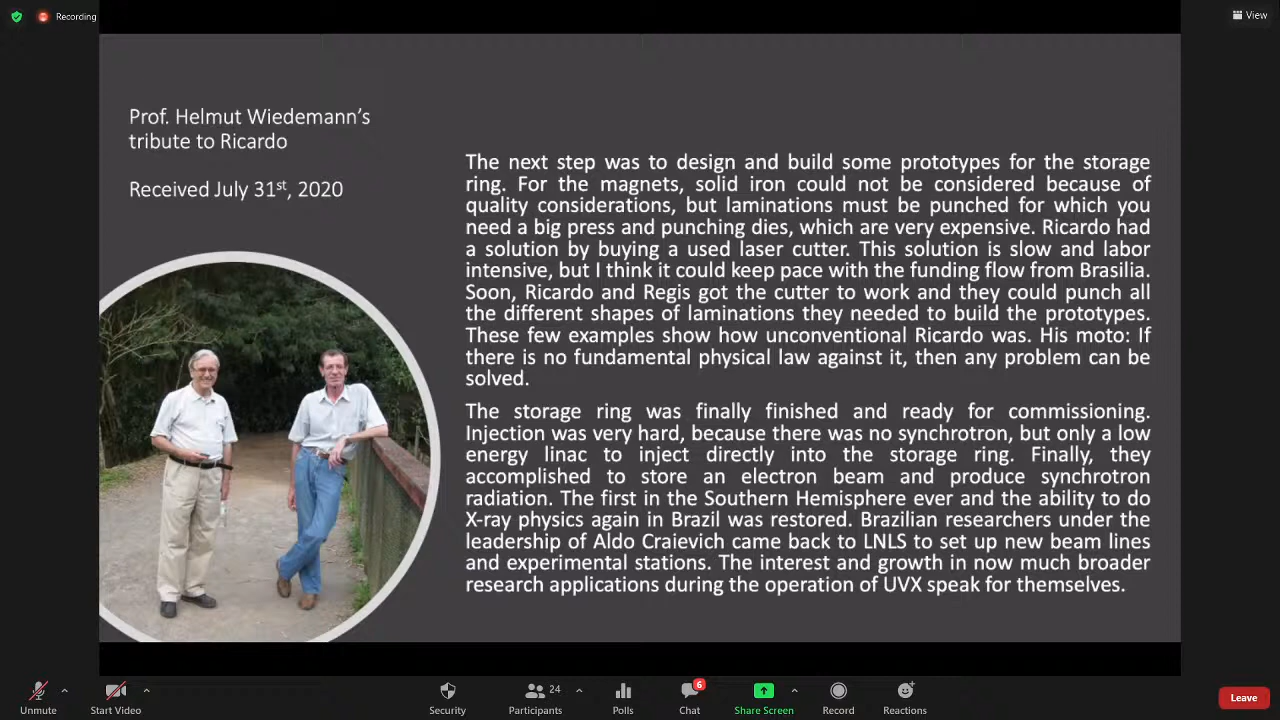 Recording
View
Prof. Helmut Wiedemann's
tribute to Ricardo
Received July 31st, 2020
The next step was to design and build some prototypes for the storage
ring. For the magnets, solid iron could not be considered because of
quality considerations, but laminations must be punched for which you
need a big press and punching dies, which are very expensive. Ricardo had
a solution by buying a used laser cutter. This solution is slow and labor
intensive, but I think it could keep pace with the funding flow from Brasilia.
Soon, Ricardo and Regis got the cutter to work and they could punch all
the different shapes of laminations they needed to build the prototypes.
These few examples show how unconventional Ricardo was. His moto: If
there is no fundamental physical law against it, then any problem can be
solved.
The storage ring was finally finished and ready for commissioning.
Injection was very hard, because there was no synchrotron, but only a low
energy linac to inject directly into the storage ring. Finally, they
accomplished to store an electron beam and produce synchrotron
radiation. The first in the Southern Hemisphere ever and the ability to do
X-ray physics again in Brazil was restored. Brazilian researchers under the
leadership of Aldo Craievich came back to LNLS to set up new beam lines
and experimental stations. The interest and growth in now much broader
research applications during the operation of UVX speak for themselves.
Unmute
Start Video
Security
24
Participants
Polls
6
Chat
Share Screen
Record
Reactions
Leave